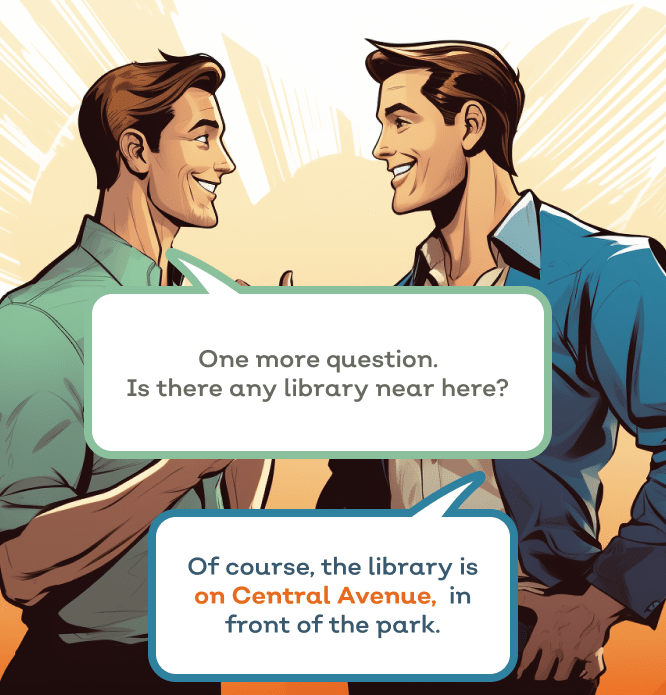 One more question.
Is there any library near here?
Of course, the library is
on Central Avenue, in
front of the park.